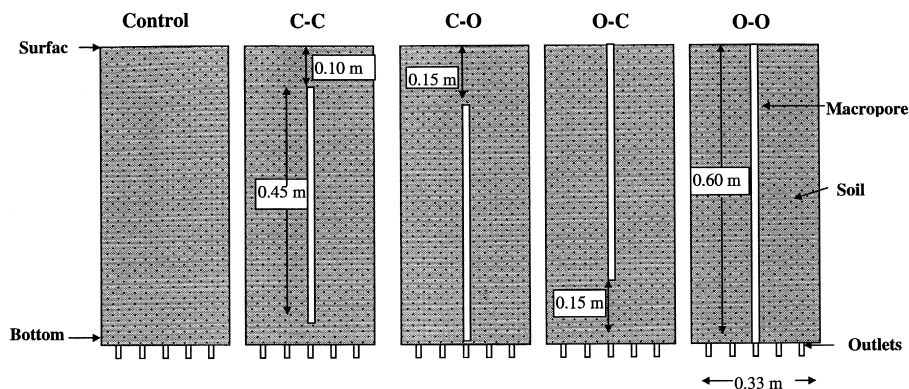 Control C-C C-O O-C O-O
Surfac
0.10 m
0.15 m
Macropore
0.45 m
0.60 m
Soil
0.15 m
Bottom
Outlets
0.33 m